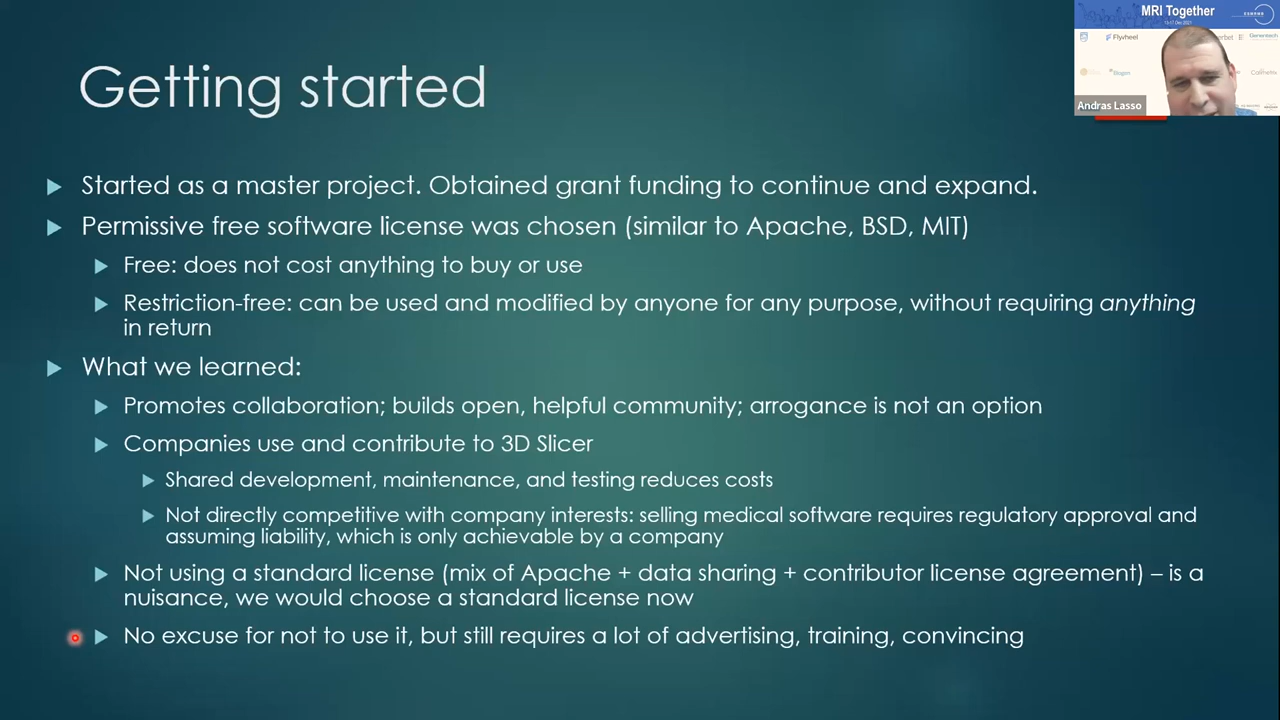 MRI Together
13-17 Dec 2021
Flywheel
Genentech
Andras Lasso
Getting started
Started as a master project. Obtained grant funding to continue and expand.
Permissive free software license was chosen (similar to Apache, BSD, MIT)
Free: does not cost anything to buy or use
Restriction-free: can be used and modified by anyone for any purpose, without requiring anything
in return
What we learned:
Promotes collaboration; builds open, helpful community; arrogance is not an option
Companies use and contribute to 3D Slicer
Shared development, maintenance, and testing reduces costs
Not directly competitive with company interests: selling medical software requires regulatory approval and
assuming liability, which is only achievable by a company
Not using a standard license (mix of Apache + data sharing + contributor license agreement) – is a
nuisance, we would choose a standard license now
No excuse for not to use it, but still requires a lot of advertising, training, convincing